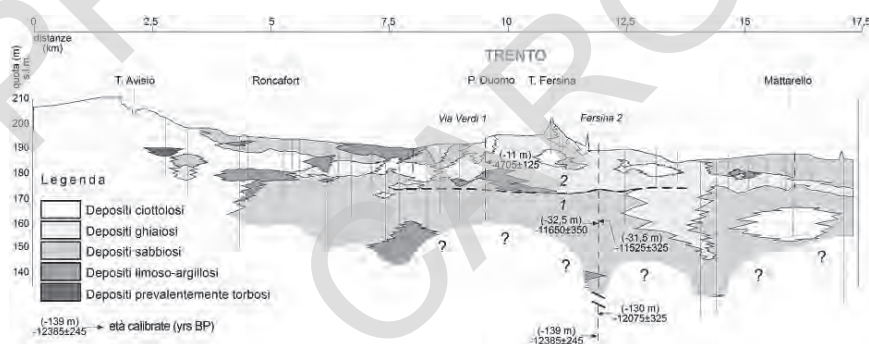 0 2,5 5 7,5 10 12,5 15 17,5
distanze
(km)
quota (m)
s.l.m.
TRENTO
T. Avisio Roncafort P. Duomo T. Fersina Mattarello
Via Verdi 1 Fersina 2
210
200
190
180
170
160
150
140
(-11 m)
-4705±125
2
1
(-32,5 m)
-11650±350
(-31,5 m)
-11525±325
? ? ? ? ? ?
(-130 m)
-12075±325
(-139 m)
-12385±245
Legenda
Depositi ciottolosi
Depositi ghiaiosi
Depositi sabbiosi
Depositi limoso-argillosi
Depositi prevalentemente torbosi
(-139 m)
-12385±245 età calibrate (yrs BP)